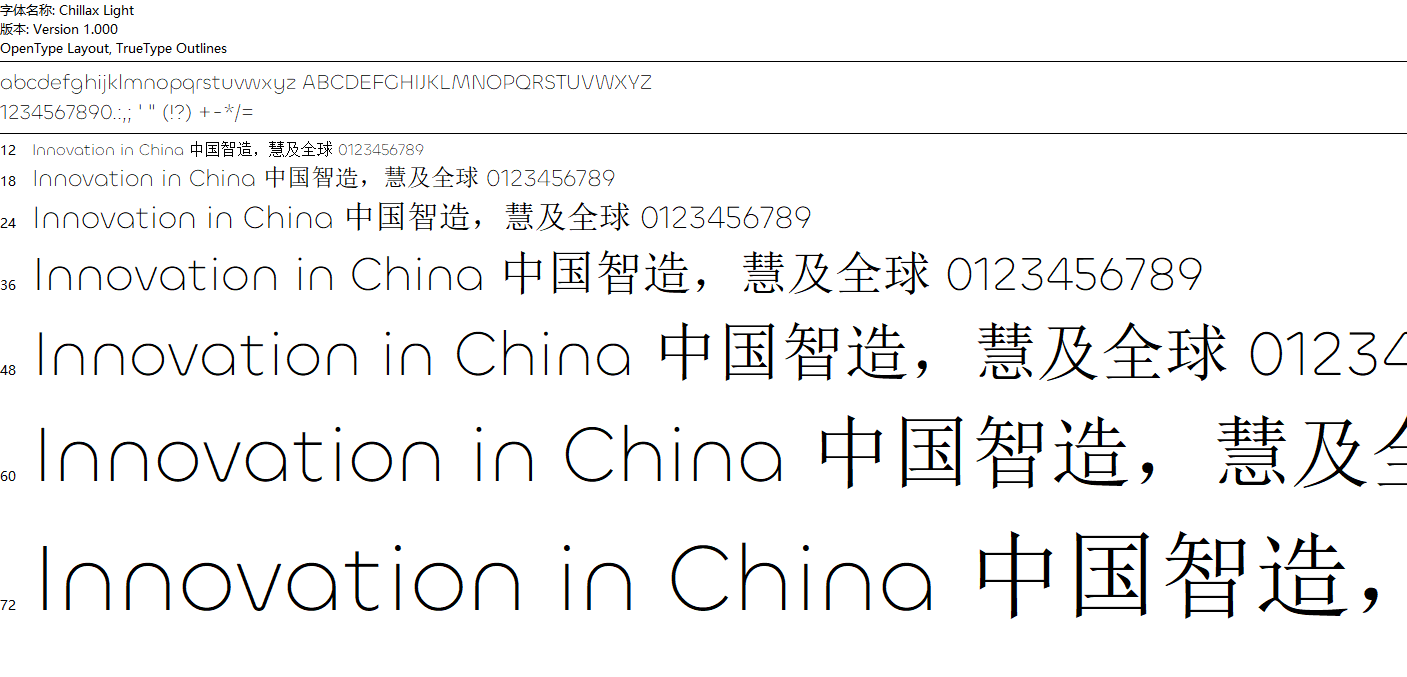 字体名称: Chillax Light
版本: Version 1.000
OpenType Layout, TrueType Outlines
abcdefghijklmnopqrstuvwxyz ABCDEFGHIJKLMNOPQRSTUVWXYZ
1234567890.:,; ' " (!?) +-*/=
12 Innovation in China 中国智造，慧及全球 0123456789
18 Innovation in China 中国智造，慧及全球 0123456789
24 Innovation in China 中国智造，慧及全球 0123456789
36 Innovation in China 中国智造，慧及全球 0123456789
48 Innovation in China 中国智造，慧及全球 01234
60 Innovation in China 中国智造，慧及全
72 Innovation in China 中国智造，